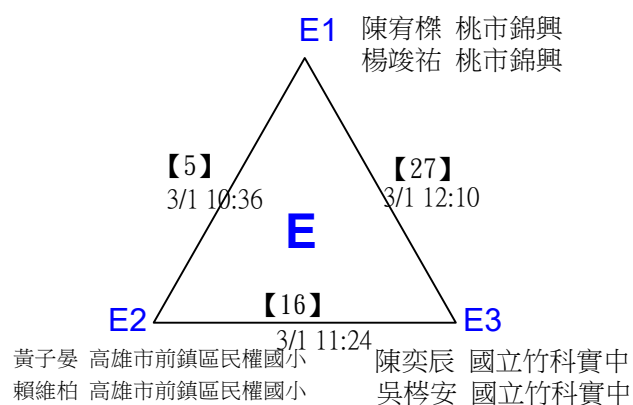 E1 陳宥榤 桃市錦興
楊竣祐 桃市錦興
【5】
3/1 10:36
【27】
3/1 12:10
E
【16】
3/1 11:24
E2
黃子晏 高雄市前鎮區民權國小
賴維柏 高雄市前鎮區民權國小
E3
陳奕辰 國立竹科實中
吳梣安 國立竹科實中